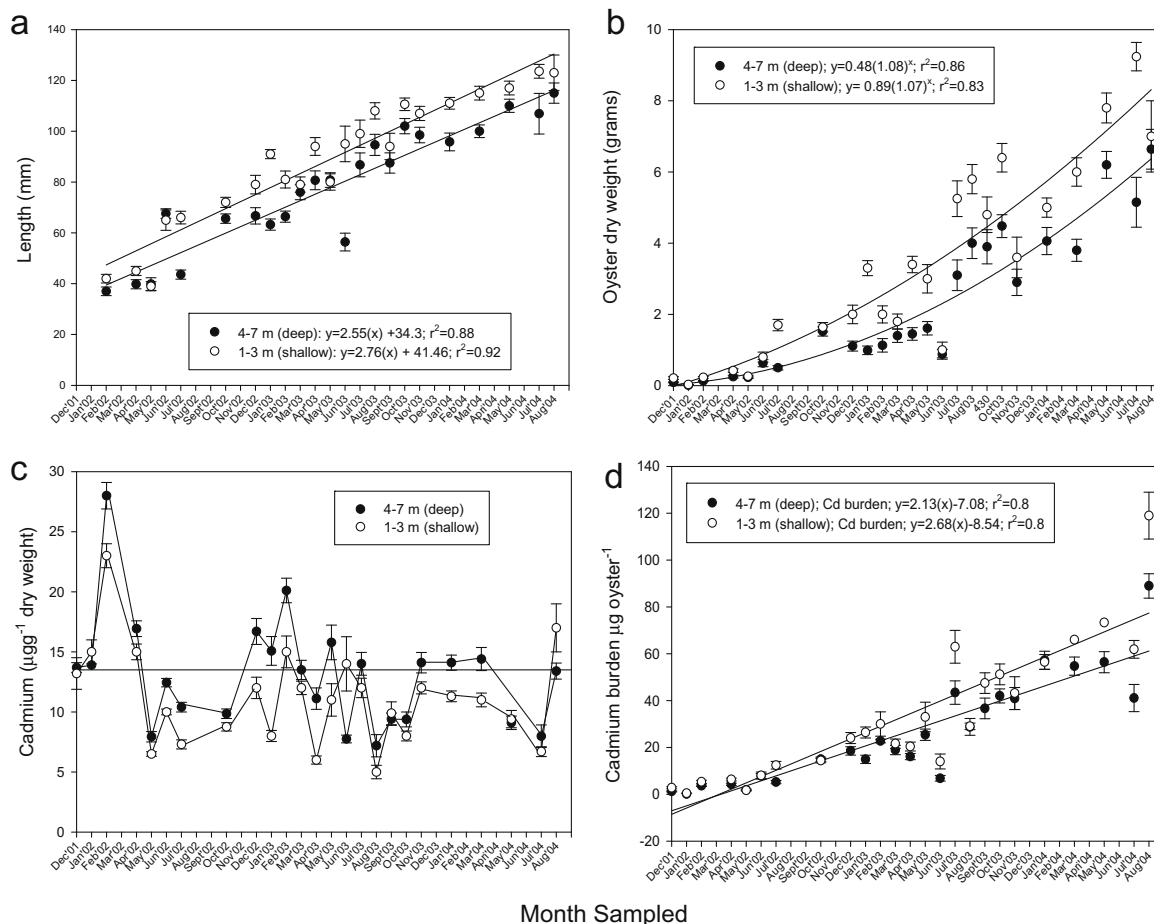 a
140
120
100
80
60
40
20
0
Length (mm)
4-7 m (deep): y=2.55(x) +34.3; r²=0.88
1-3 m (shallow): y=2.76(x) + 41.46; r²=0.92
Dec'01
Jan'02
Feb'02
Mar'02
Apr'02
May'02
Jun'02
Jul'02
Aug'02
Sept'02
Oct'02
Nov'02
Dec'02
Jan'03
Feb'03
Mar'03
Apr'03
May'03
Jun'03
Jul'03
Aug'03
Sep'03
Oct'03
Nov'03
Dec'03
Jan'04
Feb'04
Mar'04
Apr'04
May'04
Jun'04
Jul'04
Aug'04
b
10
8
6
4
2
0
Oyster dry weight (grams)
4-7 m (deep); y=0.48(1.08)ˣ; r²=0.86
1-3 m (shallow); y= 0.89(1.07)ˣ; r²=0.83
Dec'01
Jan'02
Feb'02
Mar'02
Apr'02
May'02
Jun'02
Jul'02
Aug'02
Sept'02
Oct'02
Nov'02
Dec'02
Jan'03
Feb'03
Mar'03
Apr'03
May'03
Jun'03
Jul'03
Aug'03
430
Oct'03
Nov'03
Dec'03
Jan'04
Feb'04
Mar'04
Apr'04
May'04
Jun'04
Jul'04
Aug'04
c
30
25
20
15
10
5
0
Cadmium (µgg⁻¹ dry weight)
4-7 m (deep)
1-3 m (shallow)
Dec'01
Jan'02
Feb'02
Mar'02
Apr'02
May'02
Jun'02
Jul'02
Aug'02
Sept'02
Oct'02
Nov'02
Dec'02
Jan'03
Feb'03
Mar'03
Apr'03
May'03
Jun'03
Jul'03
Aug'03
Sep'03
Oct'03
Nov'03
Dec'03
Jan'04
Feb'04
Mar'04
Apr'04
May'04
Jun'04
Jul'04
Aug'04
d
140
120
100
80
60
40
20
0
-20
Cadmium burden µg oyster⁻¹
4-7 m (deep); Cd burden; y=2.13(x)-7.08; r²=0.8
1-3 m (shallow); Cd burden; y=2.68(x)-8.54; r²=0.8
Dec'01
Jan'02
Feb'02
Mar'02
Apr'02
May'02
Jun'02
Jul'02
Aug'02
Sept'02
Oct'02
Nov'02
Dec'02
Jan'03
Feb'03
Mar'03
Apr'03
May'03
Jun'03
Jul'03
Aug'03
Sep'03
Oct'03
Nov'03
Dec'03
Jan'04
Feb'04
Mar'04
Apr'04
May'04
Jun'04
Jul'04
Aug'04
Month Sampled